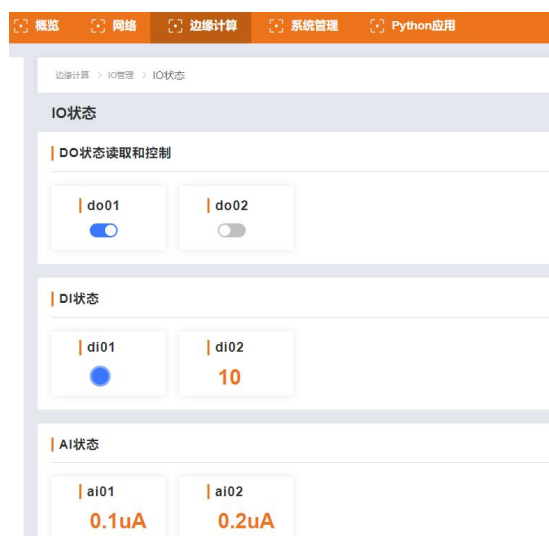 概览 网络 边缘计算 系统管理 Python应用
边缘计算 > IO管理 > IO状态
IO状态
DO状态读取和控制
do01 do02
DI状态
di01 di02
10
AI状态
ai01 ai02
0.1uA 0.2uA